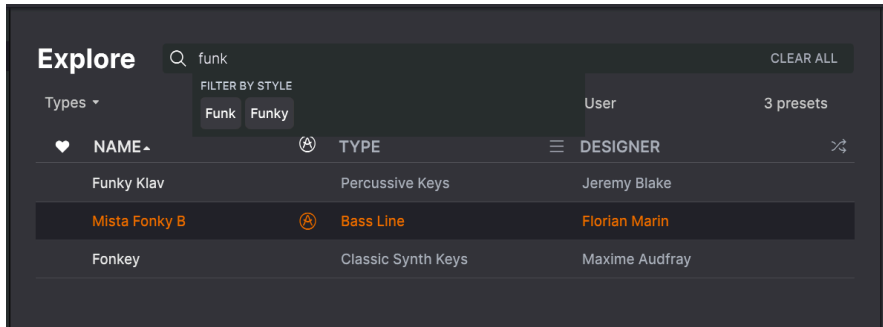 Explore
funk
CLEAR ALL
FILTER BY STYLE
Funk Funky
Types User 3 presets
NAME TYPE DESIGNER
Funky Klav Percussive Keys Jeremy Blake
Mista Fonky B Bass Line Florian Marin
Fonkey Classic Synth Keys Maxime Audfray